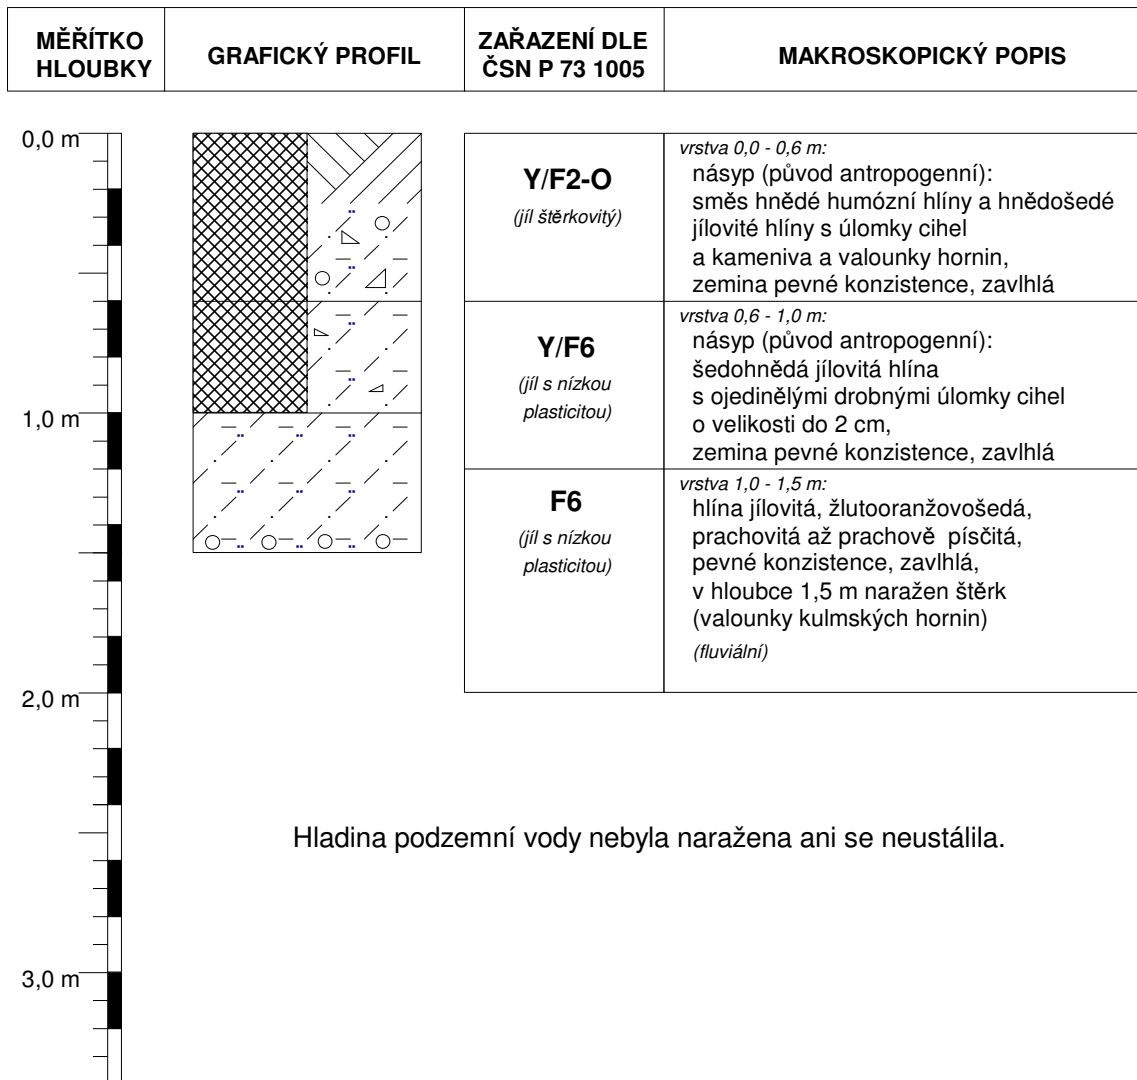 MĚŘÍTKO
HLOUBKY
GRAFICKÝ PROFIL
ZAŘAZENÍ DLE
ČSN P 73 1005
MAKROSKOPICKÝ POPIS
0,0 m
Y/F2-O
(jíl štěrkovitý)
vrstva 0,0 - 0,6 m:
násyp (původ antropogenní):
směs hnědé humózní hlíny a hnědošedé
jílovité hlíny s úlomky cihel
a kameniva a valounky hornin,
zemina pevné konzistence, zavlhlá
Y/F6
(jíl s nízkou
plasticitou)
vrstva 0,6 - 1,0 m:
násyp (původ antropogenní):
šedohnědá jílovitá hlína
s ojedinělými drobnými úlomky cihel
o velikosti do 2 cm,
zemina pevné konzistence, zavlhlá
1,0 m
F6
(jíl s nízkou
plasticitou)
vrstva 1,0 - 1,5 m:
hlína jílovitá, žlutooranžovošedá,
prachovitá až prachově písčitá,
pevné konzistence, zavlhlá,
v hloubce 1,5 m naražen štěrk
(valounky kulmských hornin)
(fluviální)
2,0 m
Hladina podzemní vody nebyla naražena ani se neustálila.
3,0 m